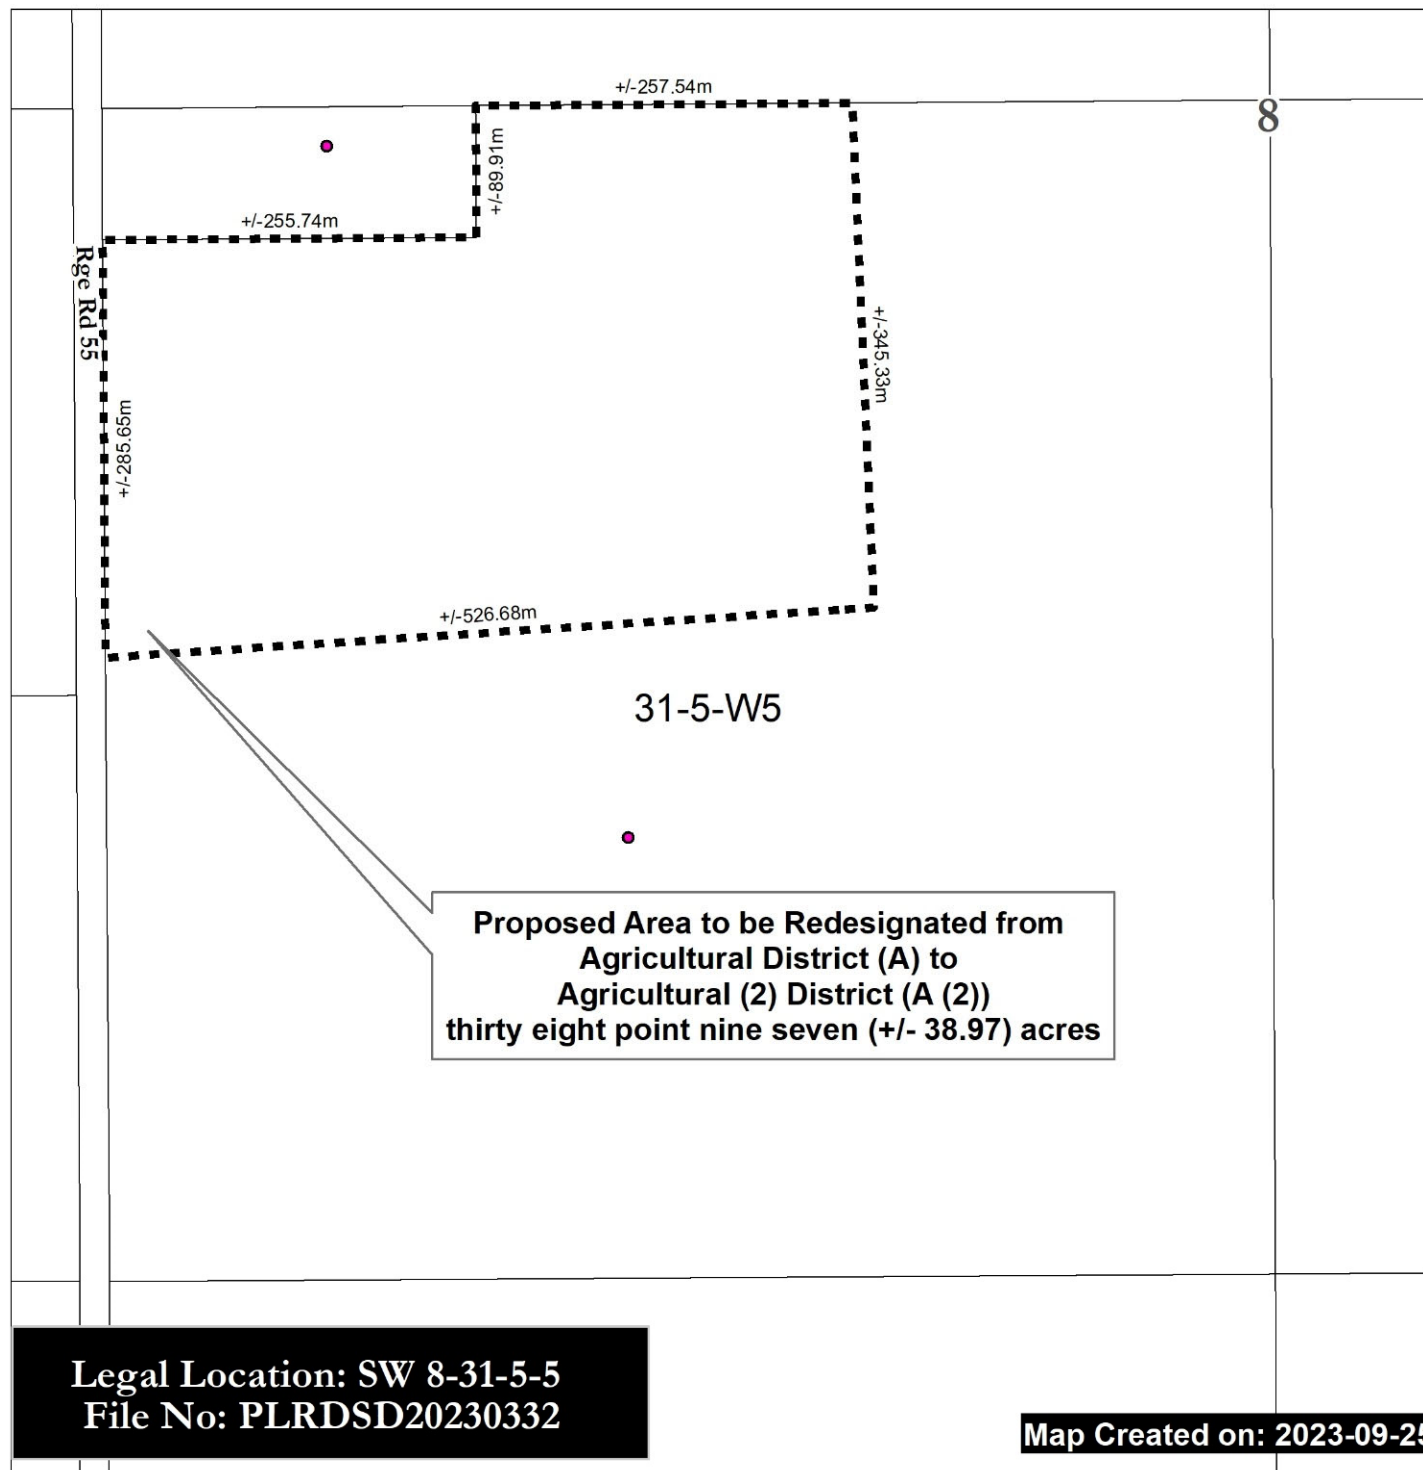 +/-257.54m
8
+/-89.91m
+/-255.74m
Rge Rd 55
+/-345.33m
+/-285.65m
+/-526.68m
31-5-W5
Proposed Area to be Redesignated from
Agricultural District (A) to
Agricultural (2) District (A (2))
thirty eight point nine seven (+/- 38.97) acres
Legal Location: SW 8-31-5-5
File No: PLRDSD20230332
Map Created on: 2023-09-25